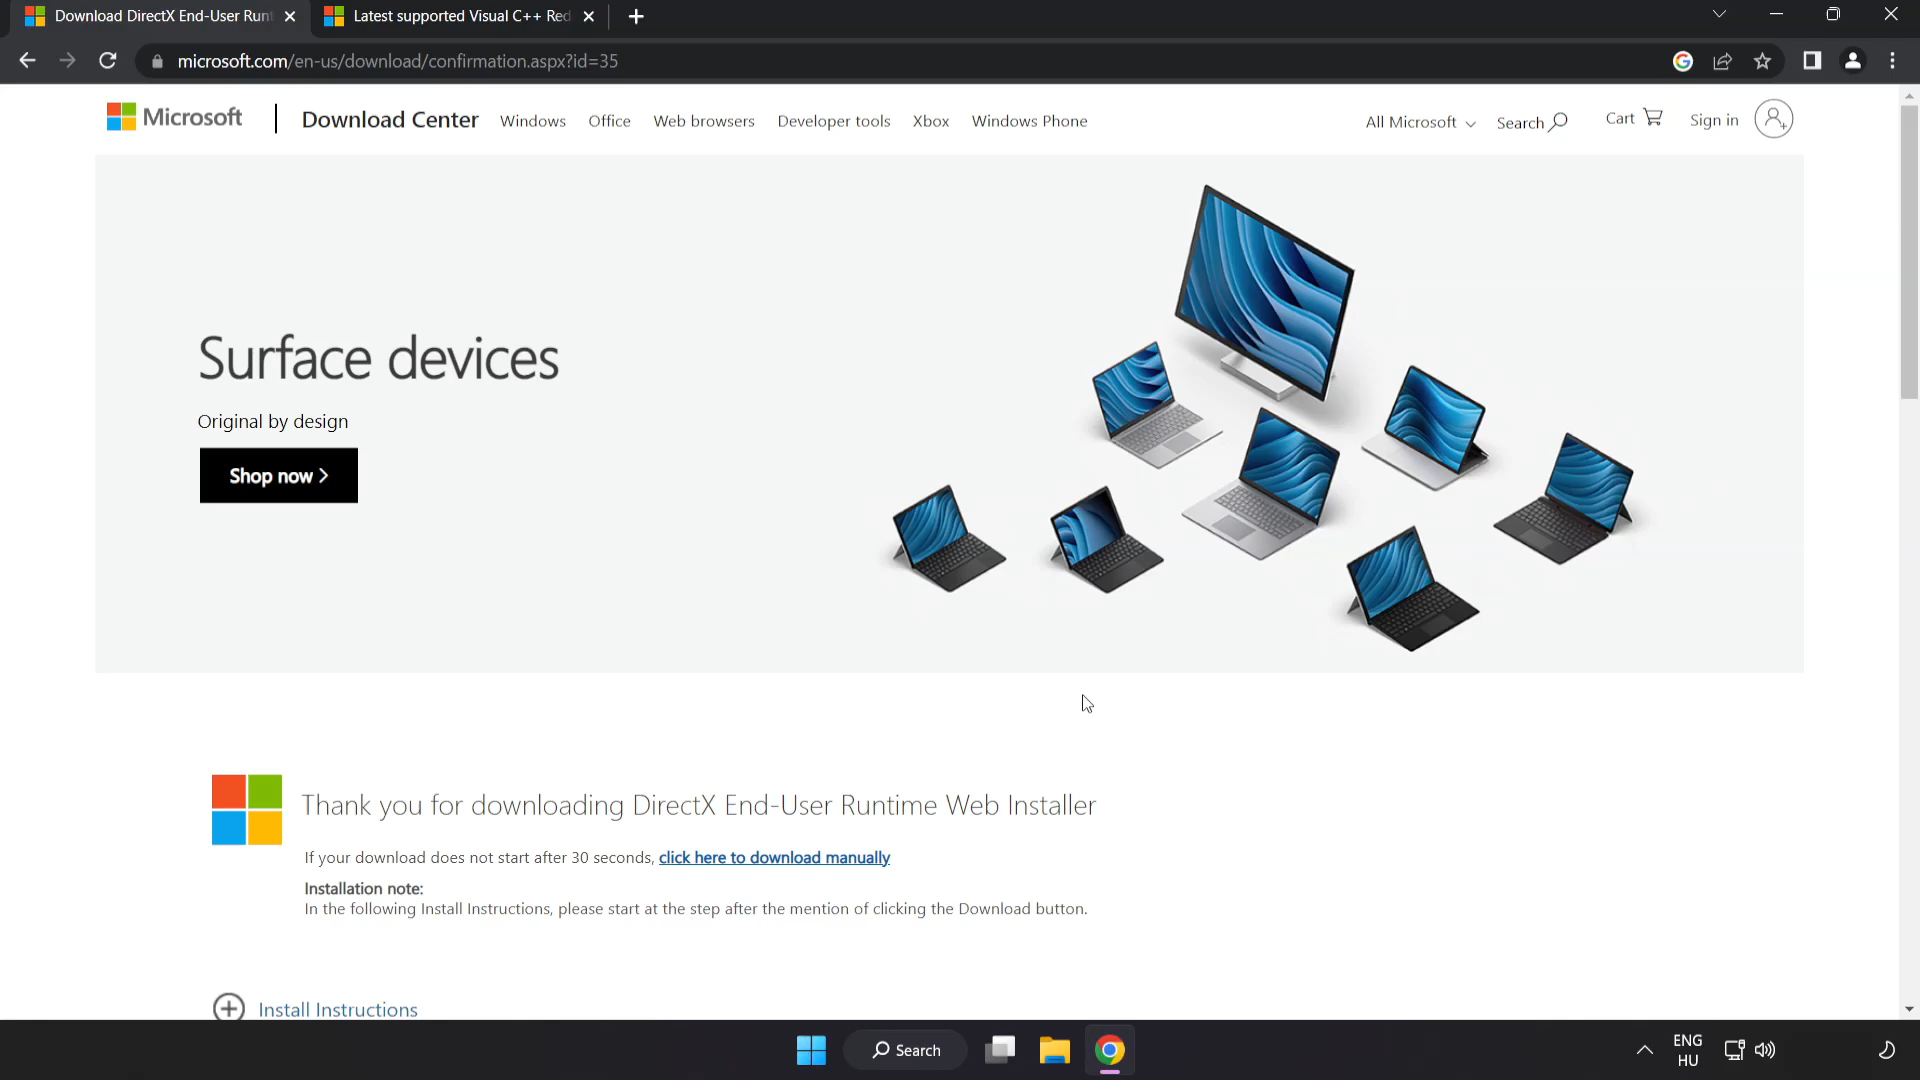 Download DirectX End-User Runt
Latest supported Visual C++ Red
microsoft.com/en-us/download/confirmation.aspx?id=35
Microsoft
Download Center
Windows
Office
Web browsers
Developer tools
Xbox
Windows Phone
All Microsoft
Search
Cart
Sign in
Surface devices
Original by design
Shop now
Thank you for downloading DirectX End-User Runtime Web Installer
If your download does not start after 30 seconds, click here to download manually
Installation note:
In the following Install Instructions, please start at the step after the mention of clicking the Download button.
Install Instructions
Search
ENG
HU